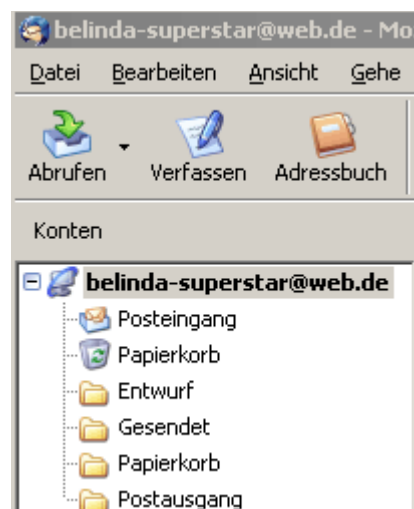 belinda-superstar@web.de - Mo
Datei Bearbeiten Ansicht Gehe
Abrufen Verfassen Adressbuch
Konten
belinda-superstar@web.de
Posteingang
Papierkorb
Entwurf
Gesendet
Papierkorb
Postausgang